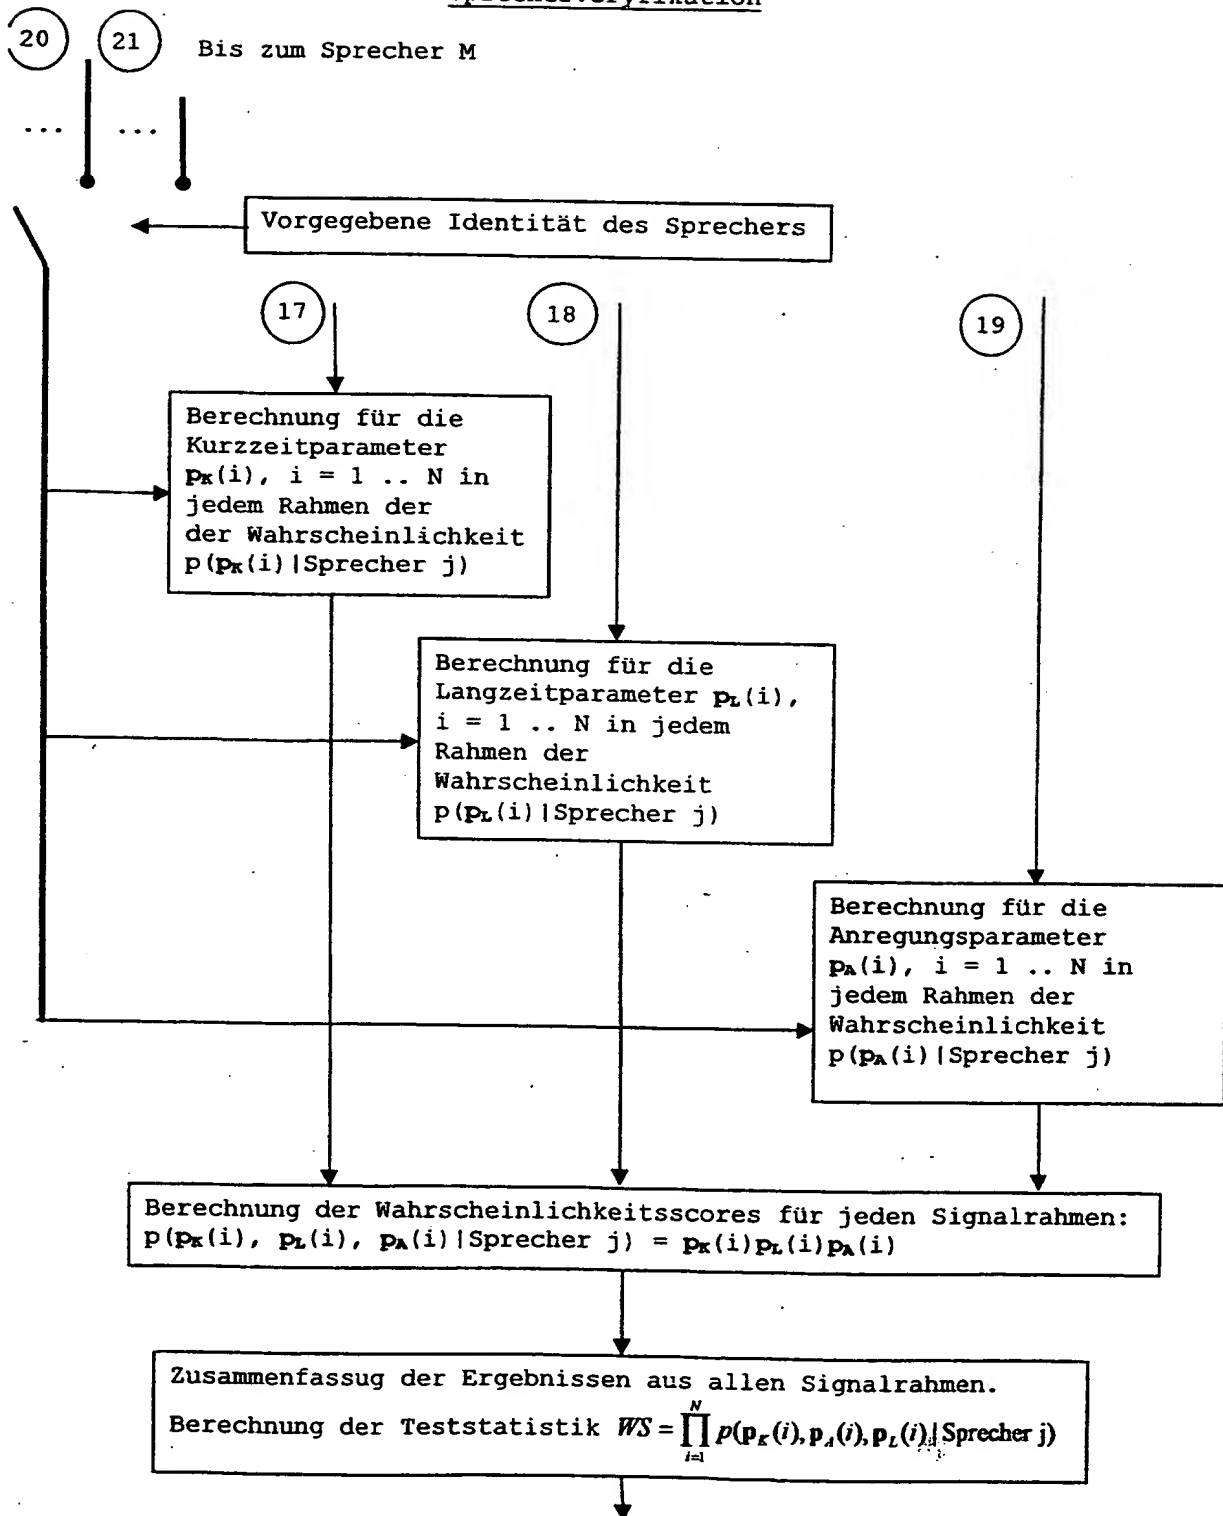 20 21 Bis zum Sprecher M
... ...
Vorgegebene Identität des Sprechers
17 18 19
Berechnung für die
Kurzzeitparameter
pK(i), i = 1 .. N in
jedem Rahmen der
der Wahrscheinlichkeit
p(pK(i)|Sprecher j)
Berechnung für die
Langzeitparameter pL(i),
i = 1 .. N in jedem
Rahmen der
Wahrscheinlichkeit
p(pL(i)|Sprecher j)
Berechnung für die
Anregungsparameter
pA(i), i = 1 .. N in
jedem Rahmen der
Wahrscheinlichkeit
p(pA(i)|Sprecher j)
Berechnung der Wahrscheinlichkeitsscores für jeden Signalrahmen:
p(pK(i), pL(i), pA(i)|Sprecher j) = pK(i)pL(i)pA(i)
Zusammenfassug der Ergebnissen aus allen Signalrahmen.
Berechnung der Teststatistik WS = ∏_{i=1}^{N} p(pK(i), pA(i), pL(i)|Sprecher j)